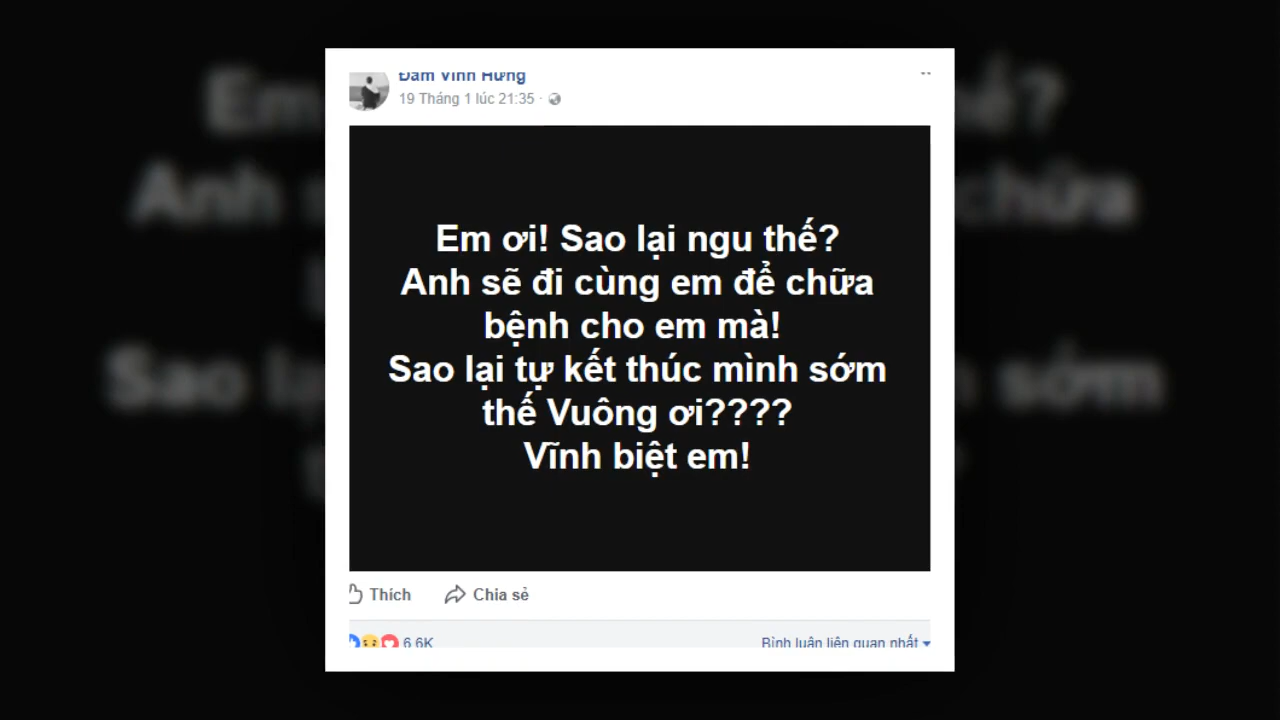 Đàm Vĩnh Hưng
19 Tháng 1 lúc 21:35 ·
Em ơi! Sao lại ngu thế?
Anh sẽ đi cùng em để chữa
bệnh cho em mà!
Sao lại tự kết thúc mình sớm
thế Vuông ơi????
Vĩnh biệt em!
Thích Chia sẻ
6,6K Bình luận liên quan nhất